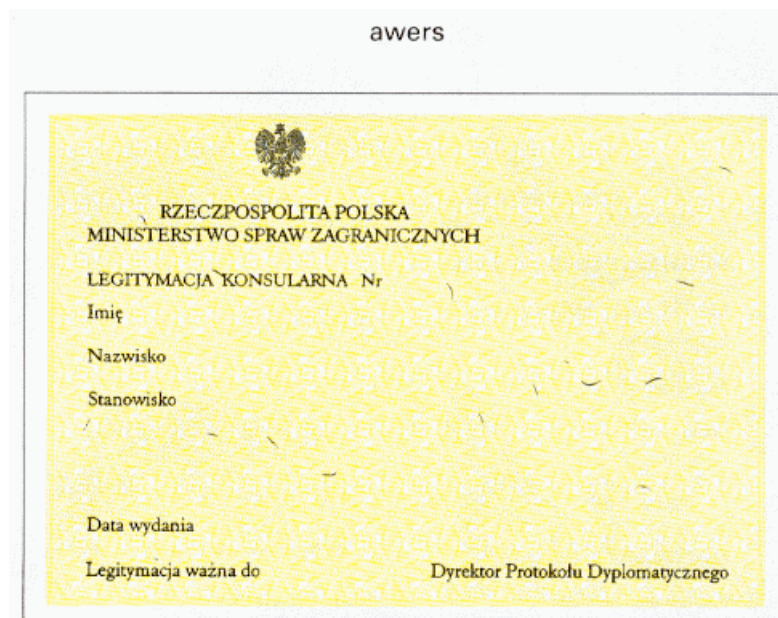 awers
RZECZPOSPOLITA POLSKA
MINISTERSTWO SPRAW ZAGRANICZNYCH
LEGITYMACJA KONSULARNA Nr
Imię
Nazwisko
Stanowisko
Data wydania
Legitymacja ważna do Dyrektor Protokołu Dyplomatycznego